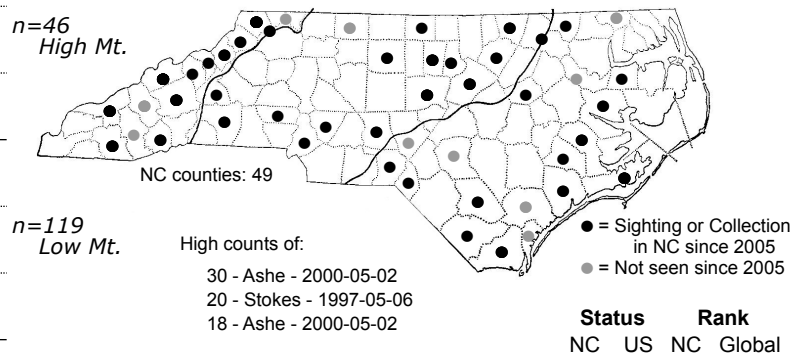 n=46
High Mt.
NC counties: 49
n=119
Low Mt.
High counts of:
30 - Ashe - 2000-05-02
20 - Stokes - 1997-05-06
18 - Ashe - 2000-05-02
= Sighting or Collection
in NC since 2005
= Not seen since 2005
Status Rank
NC US NC Global